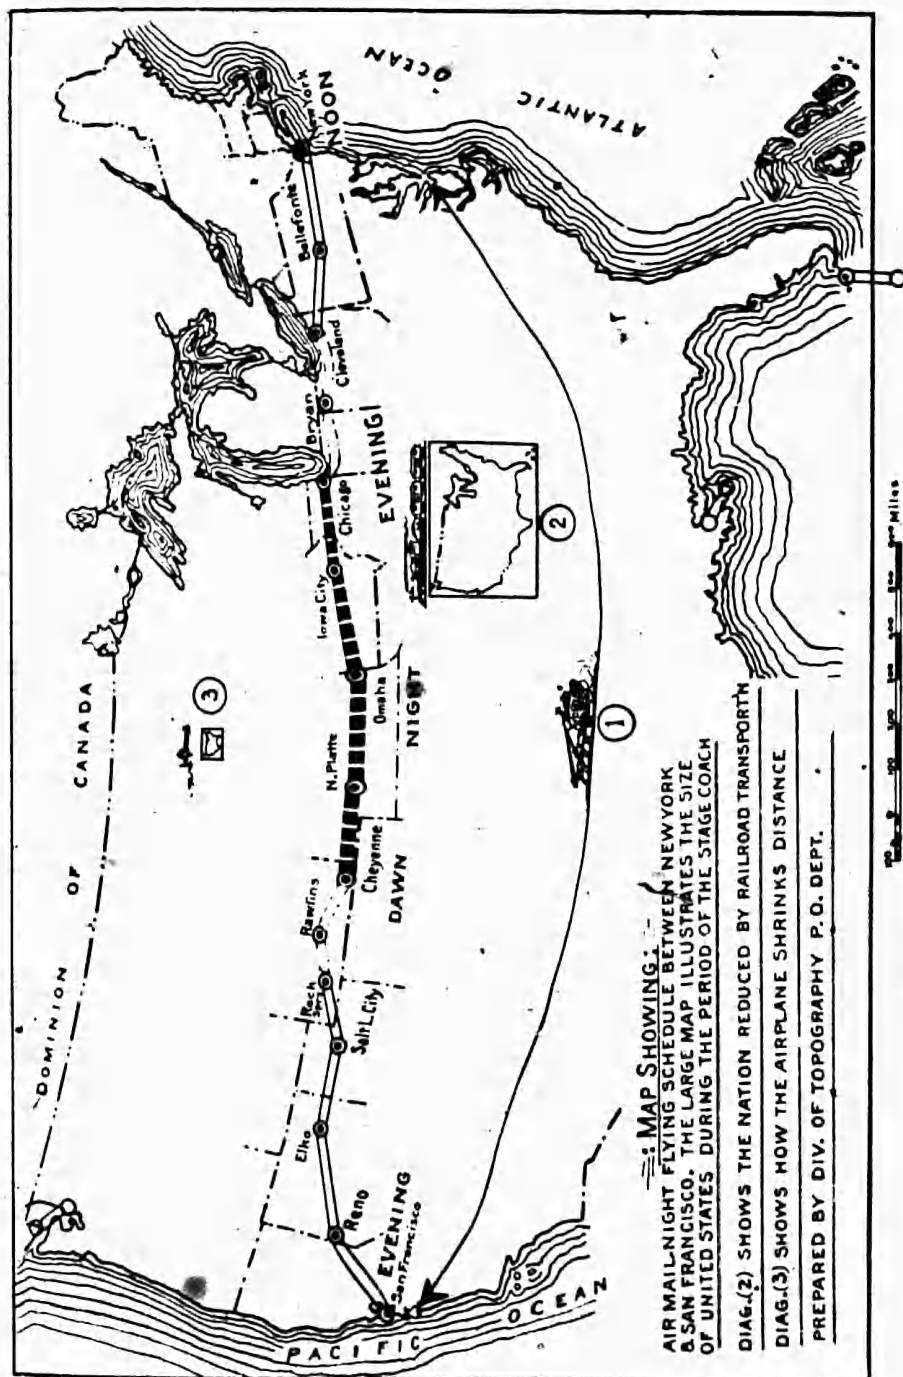 ATLANTIC
OCEAN
DOMINION OF CANADA
PACIFIC OCEAN
New York
NOON
Bellefonte
Cleveland
Bryan
Chicago
EVENING
Iowa City
Omaha
NIGHT
N. Platte
Cheyenne
DAWN
Rawlins
Rock
Spr.
Salt L. City
Elko
Reno
EVENING
San Francisco
1
2
3
MAP SHOWING:
AIR MAIL NIGHT FLYING SCHEDULE BETWEEN NEW YORK
& SAN FRANCISCO. THE LARGE MAP ILLUSTRATES THE SIZE
OF UNITED STATES DURING THE PERIOD OF THE STAGE COACH
DIAG.(2) SHOWS THE NATION REDUCED BY RAILROAD TRANSPORTN
DIAG.(3) SHOWS HOW THE AIRPLANE SHRINKS DISTANCE
PREPARED BY DIV. OF TOPOGRAPHY P.O. DEPT.
Miles